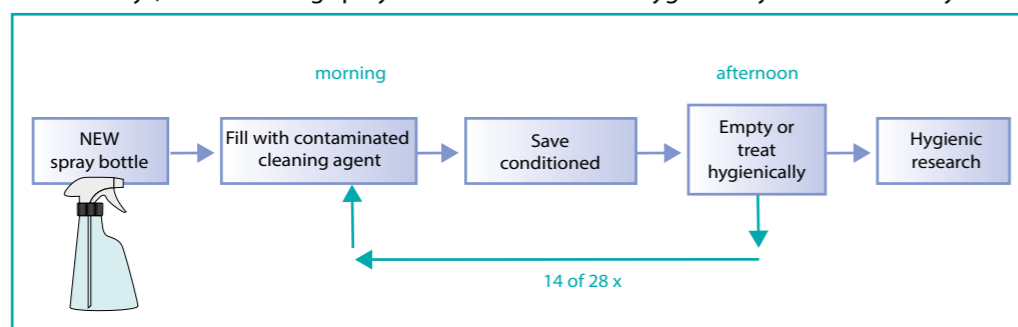 morning
afternoon
NEW
spray bottle
Fill with contaminated
cleaning agent
Save
conditioned
Empty or
treat
hygienically
Hygienic
research
14 of 28 x